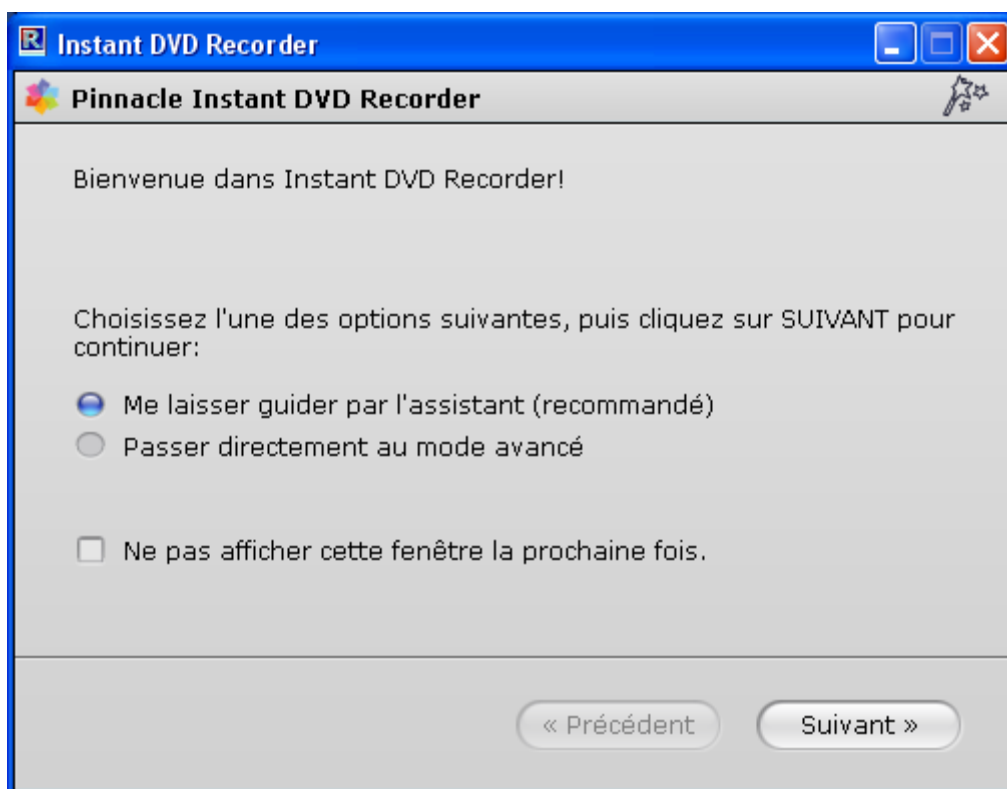 Instant DVD Recorder
Pinnacle Instant DVD Recorder
Bienvenue dans Instant DVD Recorder!
Choisissez l'une des options suivantes, puis cliquez sur SUIVANT pour
continuer:
Me laisser guider par l'assistant (recommandé)
Passer directement au mode avancé
Ne pas afficher cette fenêtre la prochaine fois.
« Précédent
Suivant »